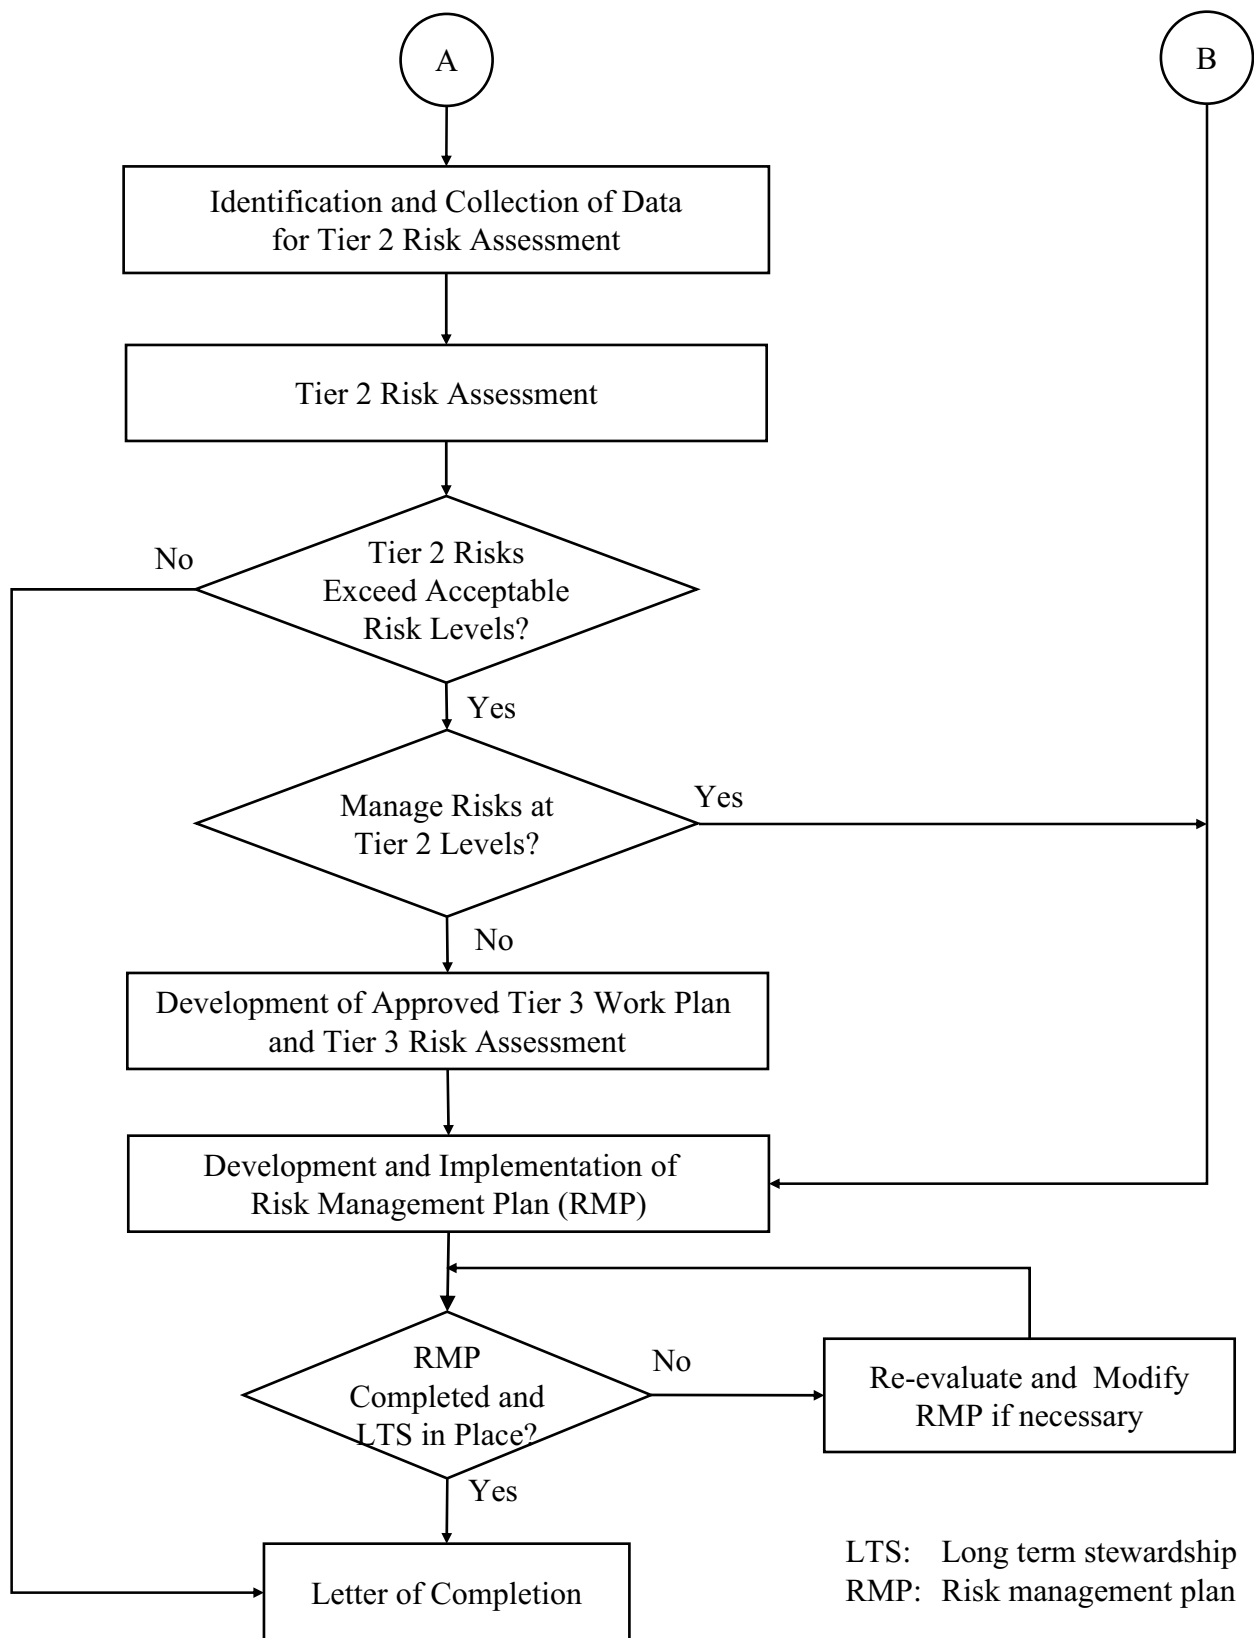 A
B
Identification and Collection of Data
for Tier 2 Risk Assessment
Tier 2 Risk Assessment
No
Tier 2 Risks
Exceed Acceptable
Risk Levels?
Yes
Manage Risks at
Tier 2 Levels?
Yes
No
Development of Approved Tier 3 Work Plan
and Tier 3 Risk Assessment
Development and Implementation of
Risk Management Plan (RMP)
RMP
Completed and
LTS in Place?
No
Re-evaluate and Modify
RMP if necessary
Yes
Letter of Completion
LTS: Long term stewardship
RMP: Risk management plan